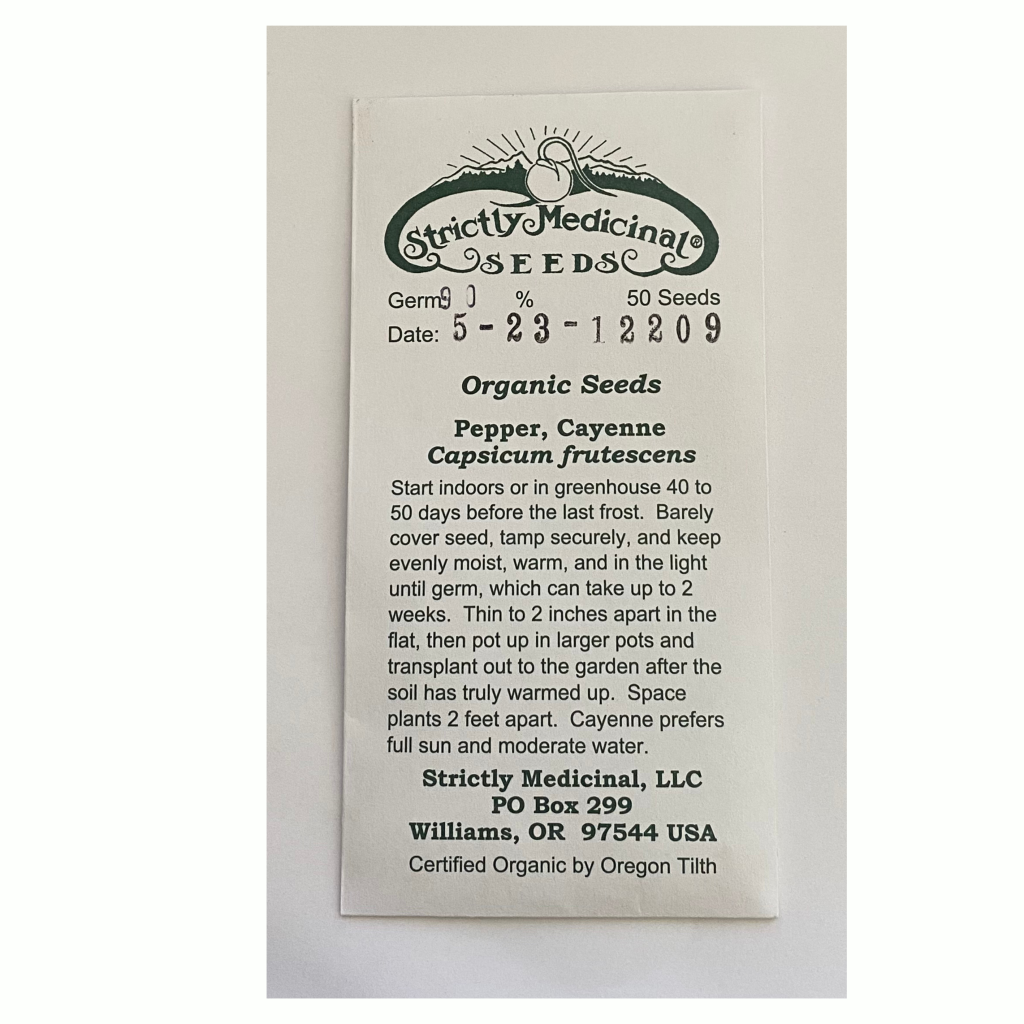 Strictly Medicinal®
SEEDS
Germ 90 % 50 Seeds
Date: 5-23-12209
Organic Seeds
Pepper, Cayenne
Capsicum frutescens
Start indoors or in greenhouse 40 to
50 days before the last frost. Barely
cover seed, tamp securely, and keep
evenly moist, warm, and in the light
until germ, which can take up to 2
weeks. Thin to 2 inches apart in the
flat, then pot up in larger pots and
transplant out to the garden after the
soil has truly warmed up. Space
plants 2 feet apart. Cayenne prefers
full sun and moderate water.
Strictly Medicinal, LLC
PO Box 299
Williams, OR 97544 USA
Certified Organic by Oregon Tilth